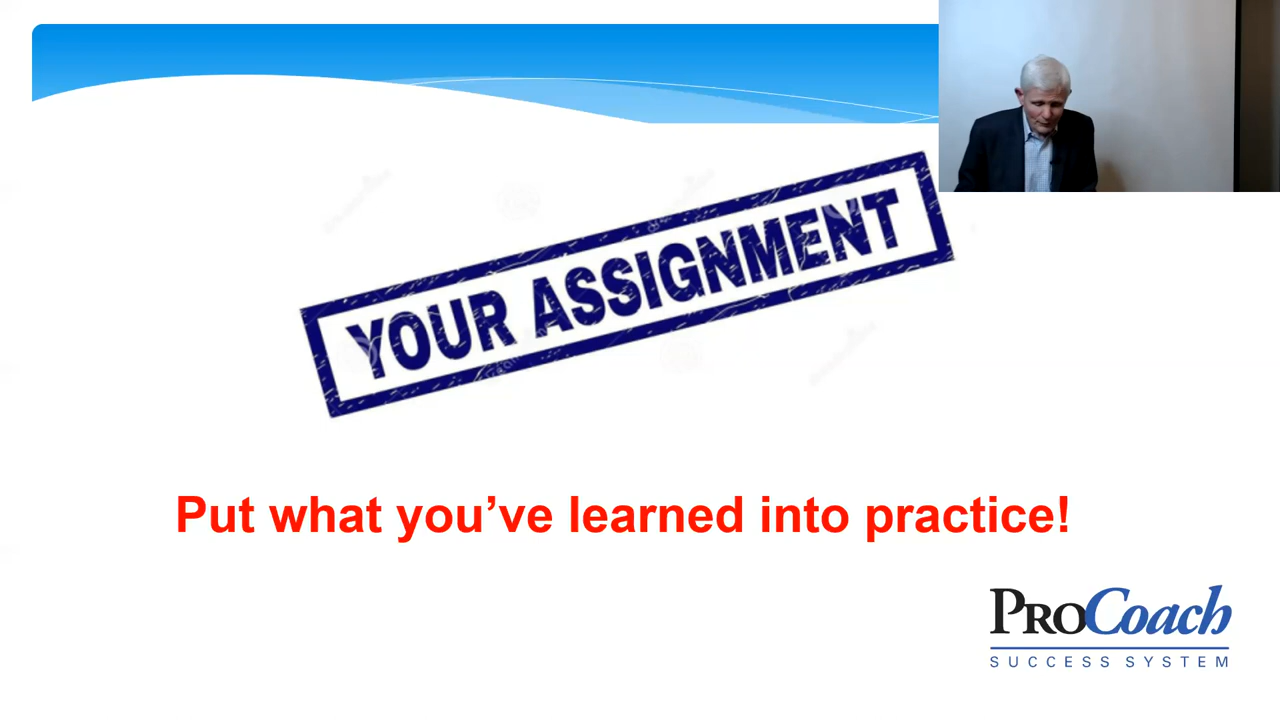 YOUR ASSIGNMENT
Put what you’ve learned into practice!
PROCoach
SUCCESS SYSTEM